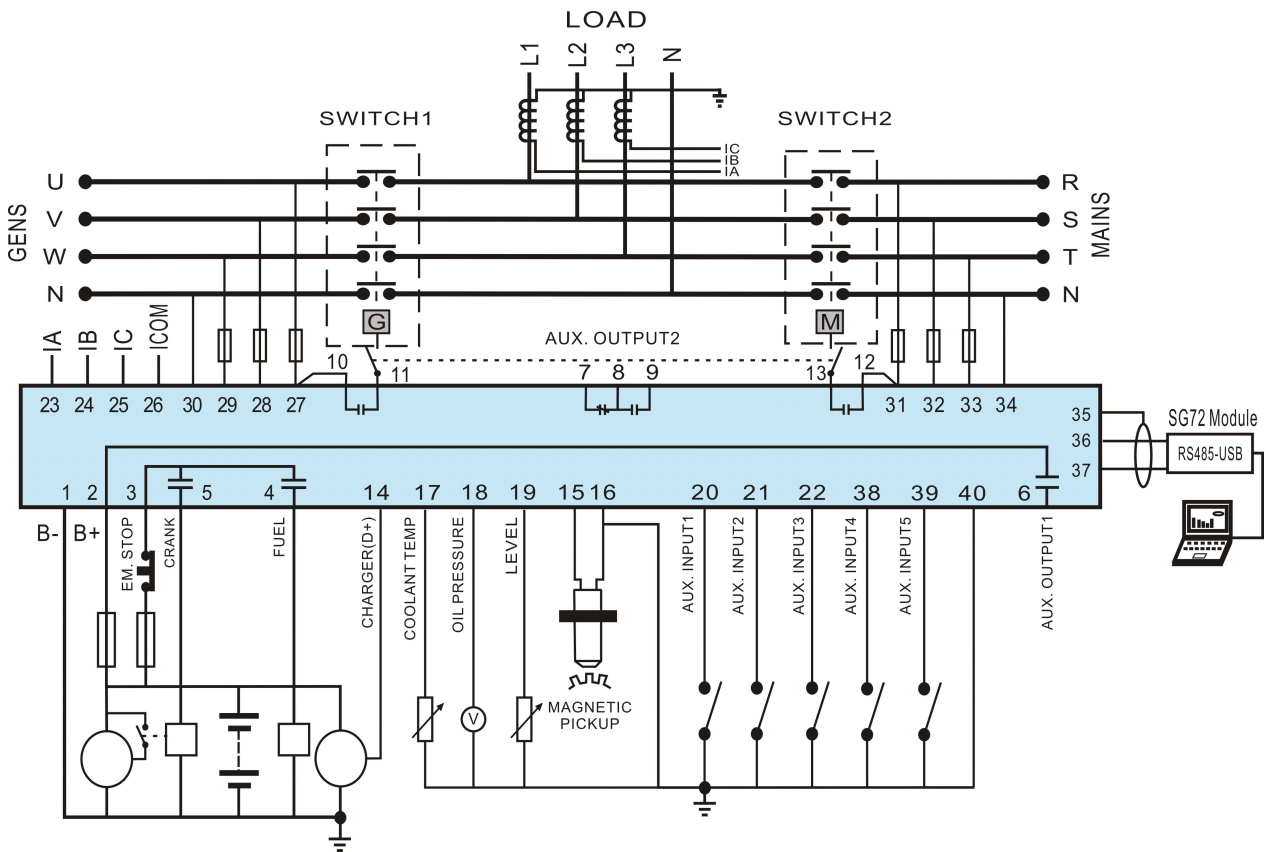 LOAD
L1 L2 L3 N
SWITCH1 SWITCH2
IC
IB
IA
GENS
MAINS
U R
V S
W T
N N
G M
AUX. OUTPUT2
IA IB IC ICOM
10 11 7 8 9 13 12
23 24 25 26 30 29 28 27 31 32 33 34
35
36
37
SG72 Module
RS485-USB
1 2 3 5 4 14 17 18 19 15 16 20 21 22 38 39 40 6
B- B+
EM. STOP
CRANK
FUEL
CHARGER(D+)
COOLANT TEMP
OIL PRESSURE
LEVEL
AUX. INPUT1
AUX. INPUT2
AUX. INPUT3
AUX. INPUT4
AUX. INPUT5
AUX. OUTPUT1
V
MAGNETIC
PICKUP